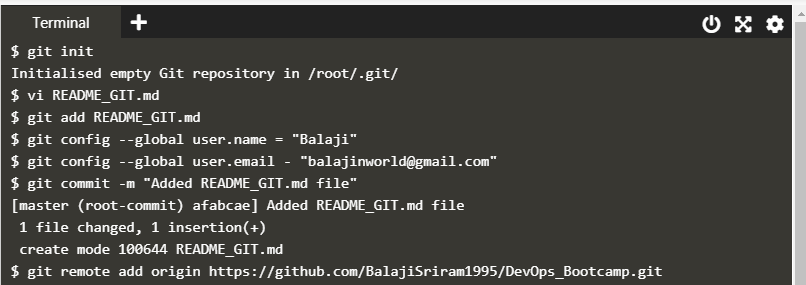 Terminal +
$ git init
Initialised empty Git repository in /root/.git/
$ vi README_GIT.md
$ git add README_GIT.md
$ git config --global user.name = "Balaji"
$ git config --global user.email - "balajinworld@gmail.com"
$ git commit -m "Added README_GIT.md file"
[master (root-commit) afabcae] Added README_GIT.md file
 1 file changed, 1 insertion(+)
 create mode 100644 README_GIT.md
$ git remote add origin https://github.com/BalajiSriram1995/DevOps_Bootcamp.git